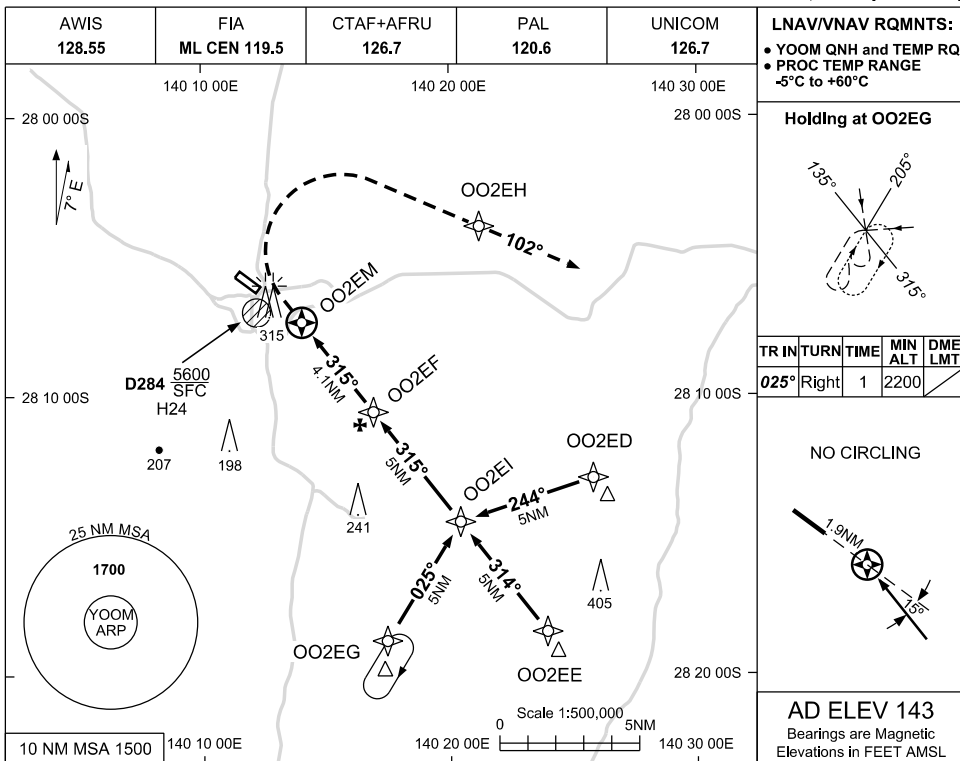 AWIS
128.55
FIA
ML CEN 119.5
CTAF+AFRU
126.7
PAL
120.6
UNICOM
126.7
LNAV/VNAV RQMNTS:
• YOOM QNH and TEMP RQ
• PROC TEMP RANGE
-5°C to +60°C
140 10 00E
140 20 00E
140 30 00E
28 00 00S
28 00 00S
7° E
OO2EH
102°
OO2EM
315
D284 5600
SFC
H24
315°
4.1NM
OO2EF
28 10 00S
28 10 00S
207
198
241
315°
5NM
OO2EI
OO2ED
244°
5NM
025°
5NM
314°
5NM
405
OO2EG
OO2EE
28 20 00S
25 NM MSA
1700
YOOM
ARP
10 NM MSA 1500
140 10 00E
140 20 00E
140 30 00E
Scale 1:500,000
0
5NM
Holding at OO2EG
135°
205°
315°
TR IN TURN TIME MIN ALT DME LMT
025° Right 1 2200
NO CIRCLING
1.9NM
15°
AD ELEV 143
Bearings are Magnetic
Elevations in FEET AMSL